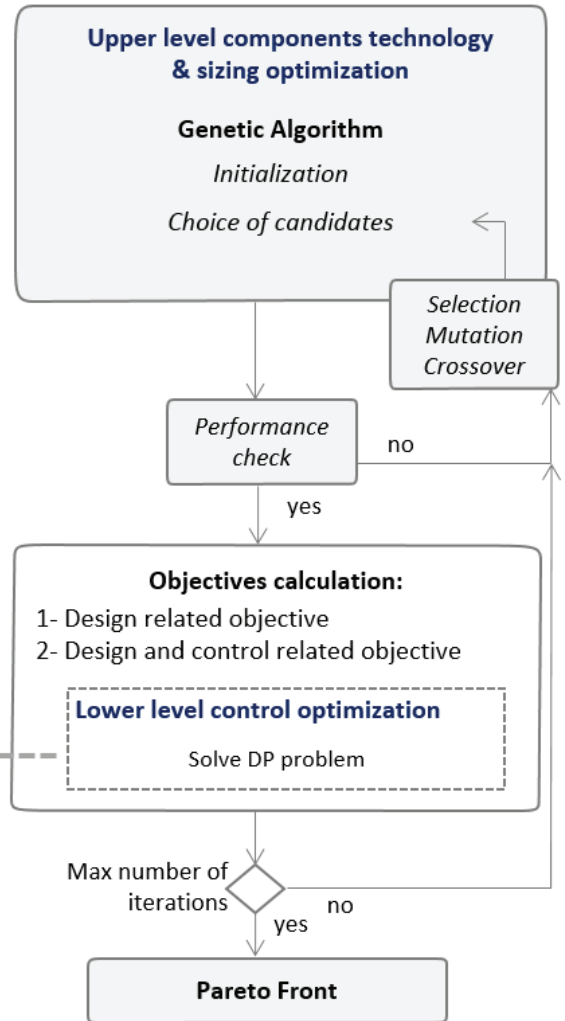 Upper level components technology
& sizing optimization
Genetic Algorithm
Initialization
Choice of candidates
Selection
Mutation
Crossover
Performance
check
no
yes
Objectives calculation:
1- Design related objective
2- Design and control related objective
Lower level control optimization
Solve DP problem
Max number of
iterations
no
yes
Pareto Front